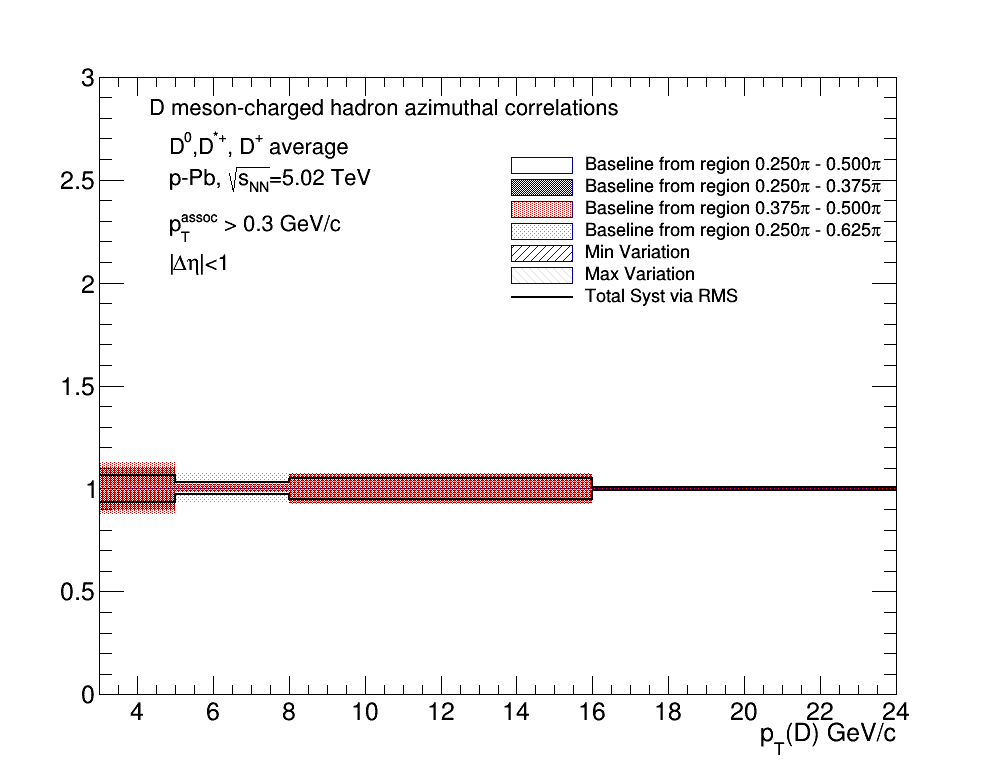 D meson-charged hadron azimuthal correlations
D⁰,D*⁺, D⁺ average
p-Pb, √s_NN=5.02 TeV
p_T^assoc > 0.3 GeV/c
|Δη|<1
Baseline from region 0.250π - 0.500π
Baseline from region 0.250π - 0.375π
Baseline from region 0.375π - 0.500π
Baseline from region 0.250π - 0.625π
Min Variation
Max Variation
Total Syst via RMS
3
2.5
2
1.5
1
0.5
0
4 6 8 10 12 14 16 18 20 22 24
p_T(D) GeV/c